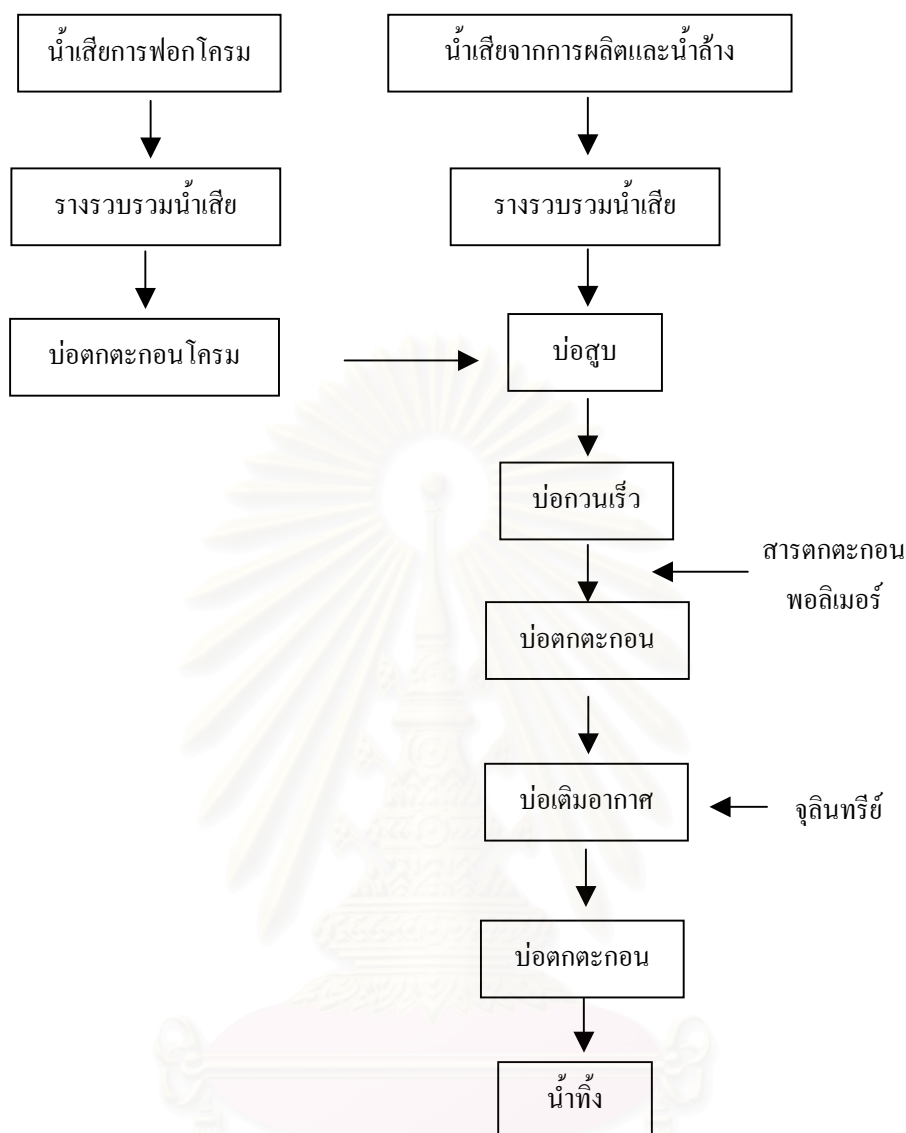 น้ำเสียการฟอกโครม
น้ำเสียจากการผลิตและน้ำล้าง
รางรวบรวมน้ำเสีย
รางรวบรวมน้ำเสีย
บ่อตกตะกอนโครม
บ่อสูบ
บ่อกวนเร็ว
สารตกตะกอน
พอลิเมอร์
บ่อตกตะกอน
บ่อเติมอากาศ
จุลินทรีย์
บ่อตกตะกอน
น้ำทิ้ง